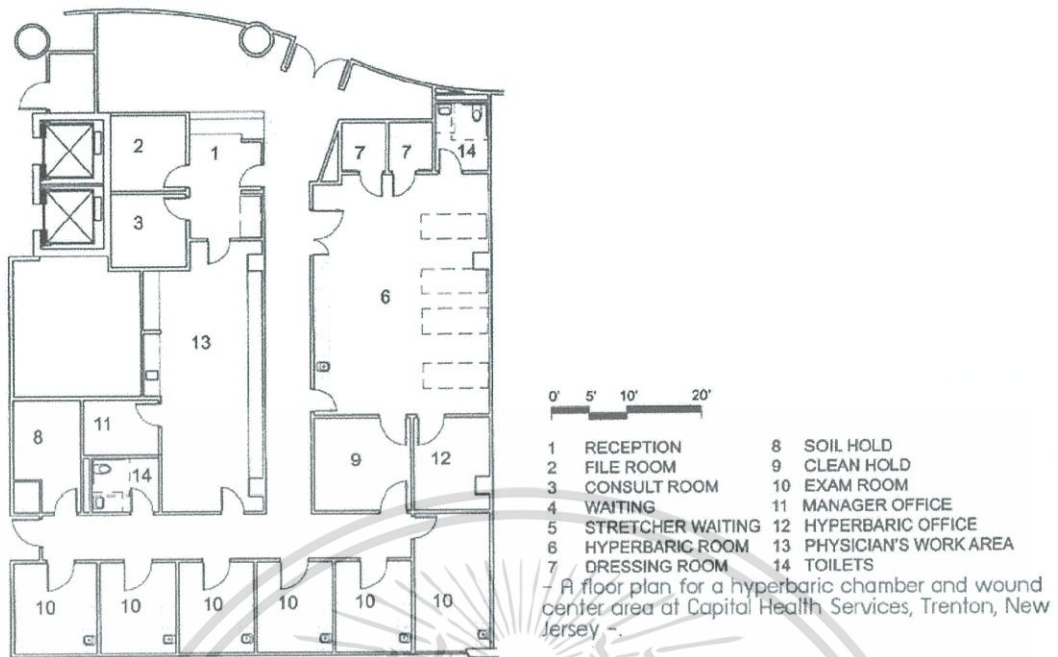 2
1
7
7
14
3
6
13
11
8
14
9
12
10
10
10
10
10
10
0' 5' 10' 20'
1 RECEPTION
2 FILE ROOM
3 CONSULT ROOM
4 WAITING
5 STRETCHER WAITING
6 HYPERBARIC ROOM
7 DRESSING ROOM
8 SOIL HOLD
9 CLEAN HOLD
10 EXAM ROOM
11 MANAGER OFFICE
12 HYPERBARIC OFFICE
13 PHYSICIAN'S WORK AREA
14 TOILETS
- A floor plan for a hyperbaric chamber and wound
center area at Capital Health Services, Trenton, New
Jersey -.